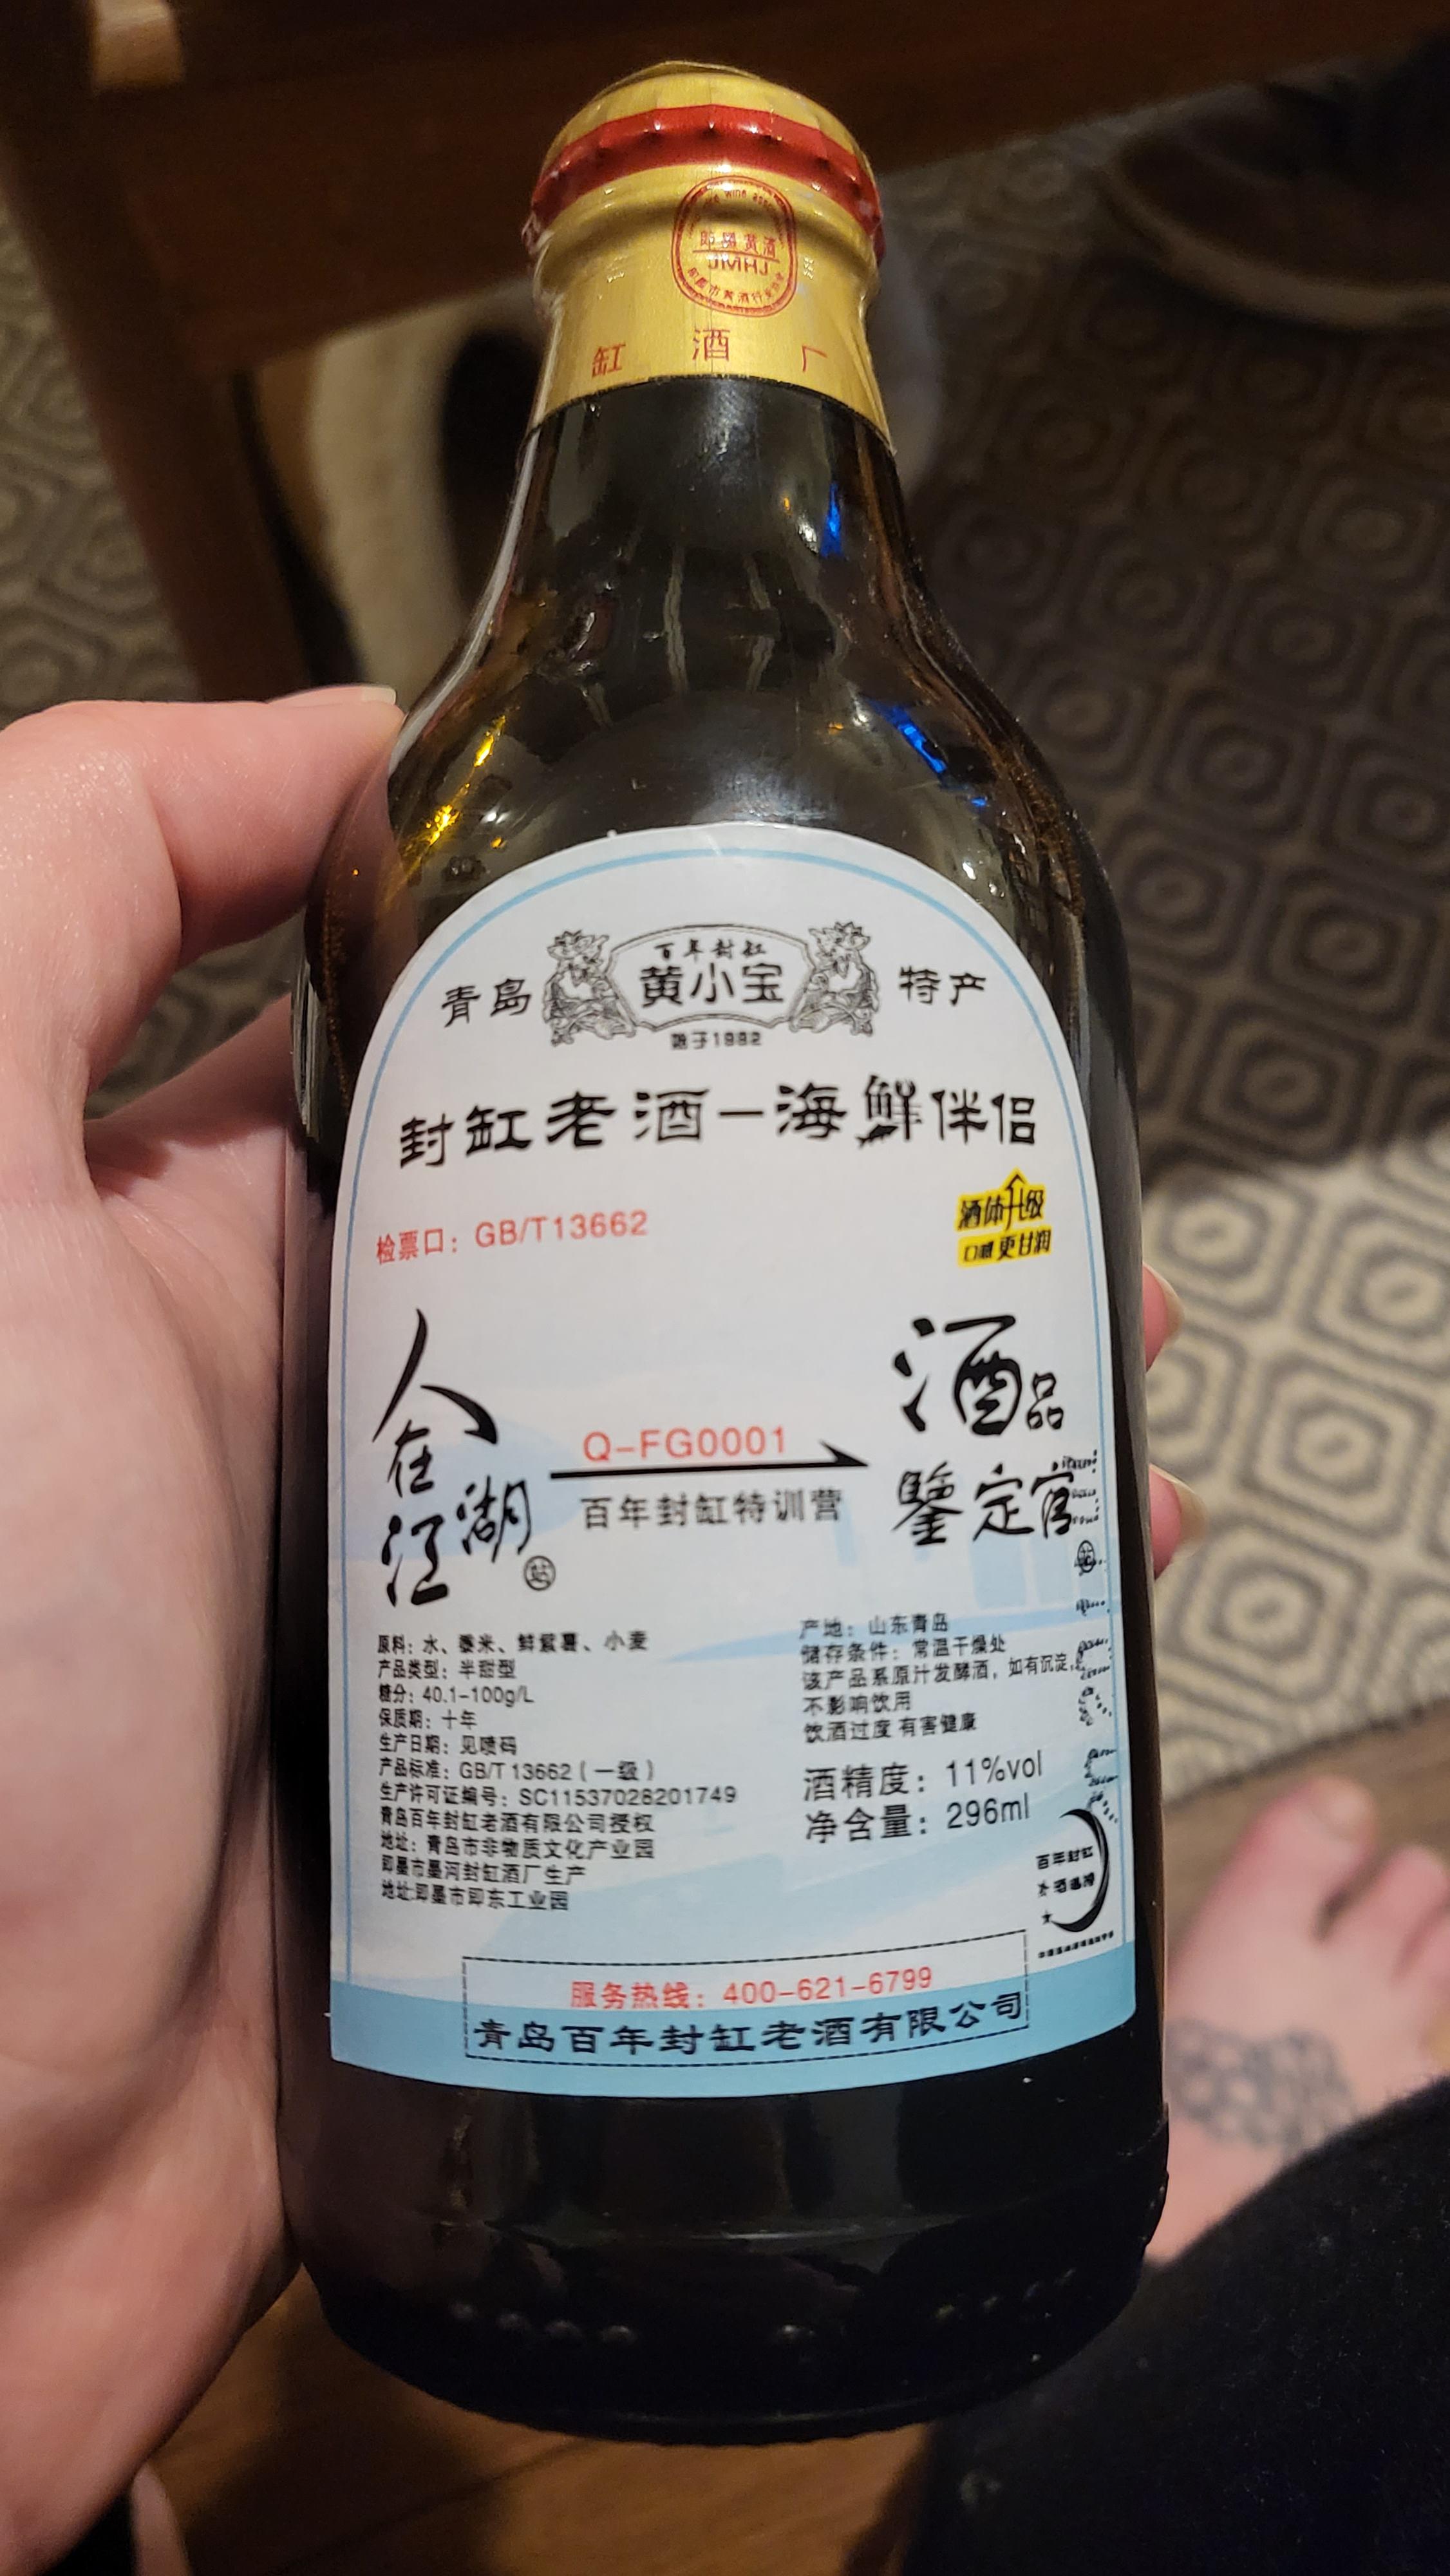 即墨黄酒
JMHJ
缸 酒 厂
百年封缸
青岛 黄小宝 特产
始于1982
封缸老酒－海鲜伴侣
酒体升级
口感更甘润
检票口：GB/T13662
人在江湖 站
Q-FG0001
百年封缸特训营
酒品鉴定官 站
原料：水、黍米、鲜紫薯、小麦
产品类型：半甜型
糖分：40.1-100g/L
保质期：十年
生产日期：见喷码
产品标准：GB/T 13662（一级）
生产许可证编号：SC11537028201749
青岛百年封缸老酒有限公司授权
地址：青岛市非物质文化产业园
即墨市墨河封缸酒厂生产
地址:即墨市即东工业园
产地：山东青岛
储存条件：常温干燥处
该产品系原汁发酵酒，如有沉淀，
不影响饮用
饮酒过度 有害健康
酒精度：11%vol
净含量：296ml
百年封缸
服务热线：400-621-6799
青岛百年封缸老酒有限公司